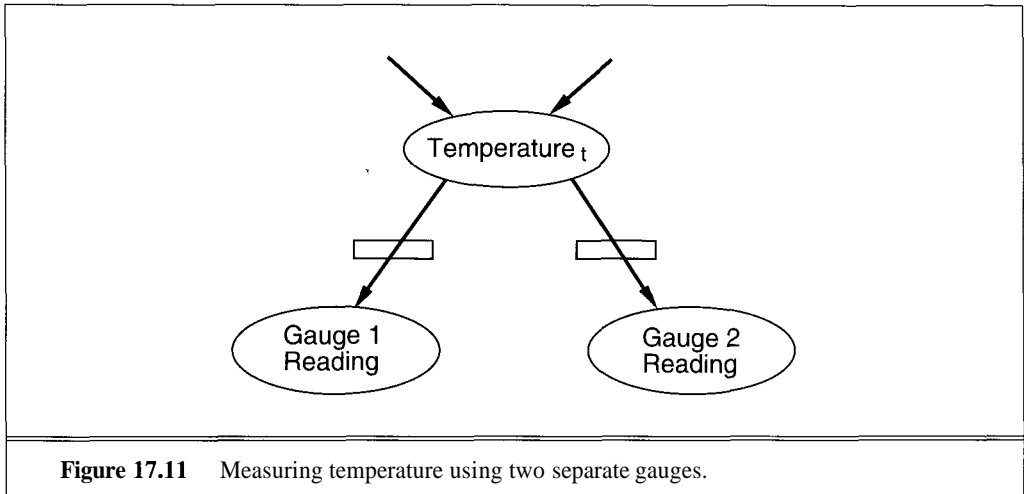 Temperature t
Gauge 1
Reading
Gauge 2
Reading
Figure 17.11 Measuring temperature using two separate gauges.